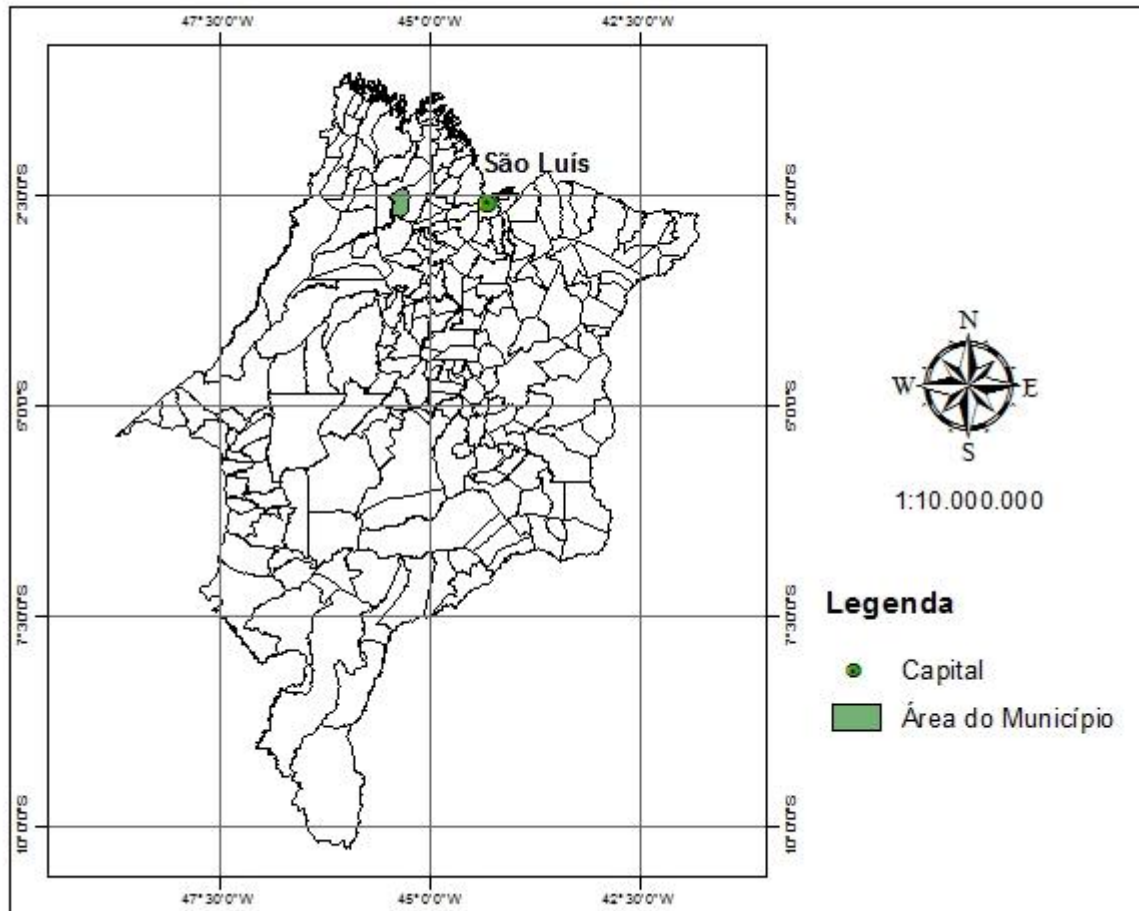 47°30'0"W 45°0'0"W 42°30'0"W
São Luís
2°30'0"S 2°30'0"S
N
W E
S
5°0'0"S 5°0'0"S
1:10.000.000
Legenda
7°30'0"S 7°30'0"S
Capital
Área do Município
10°0'0"S 10°0'0"S
47°30'0"W 45°0'0"W 42°30'0"W